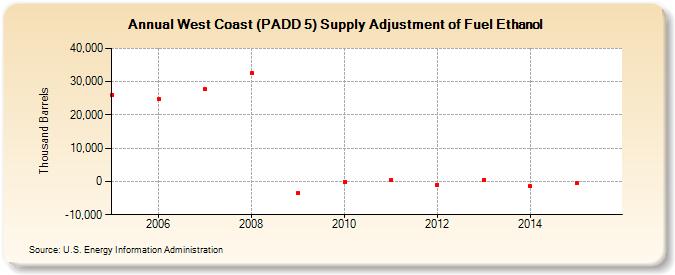 Annual West Coast (PADD 5) Supply Adjustment of Fuel Ethanol
Thousand Barrels
40,000
30,000
20,000
10,000
0
-10,000
2006 2008 2010 2012 2014
Source: U.S. Energy Information Administration